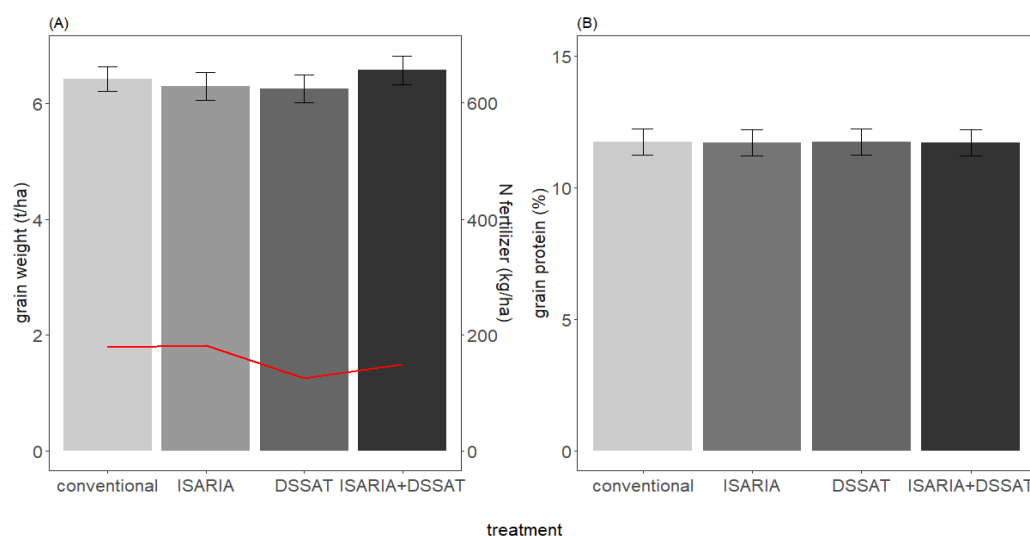 (A)
grain weight (t/ha)
6
4
2
0
600
400
200
0
N fertilizer (kg/ha)
conventional ISARIA DSSAT ISARIA+DSSAT
(B)
grain protein (%)
15
10
5
0
conventional ISARIA DSSAT ISARIA+DSSAT
treatment